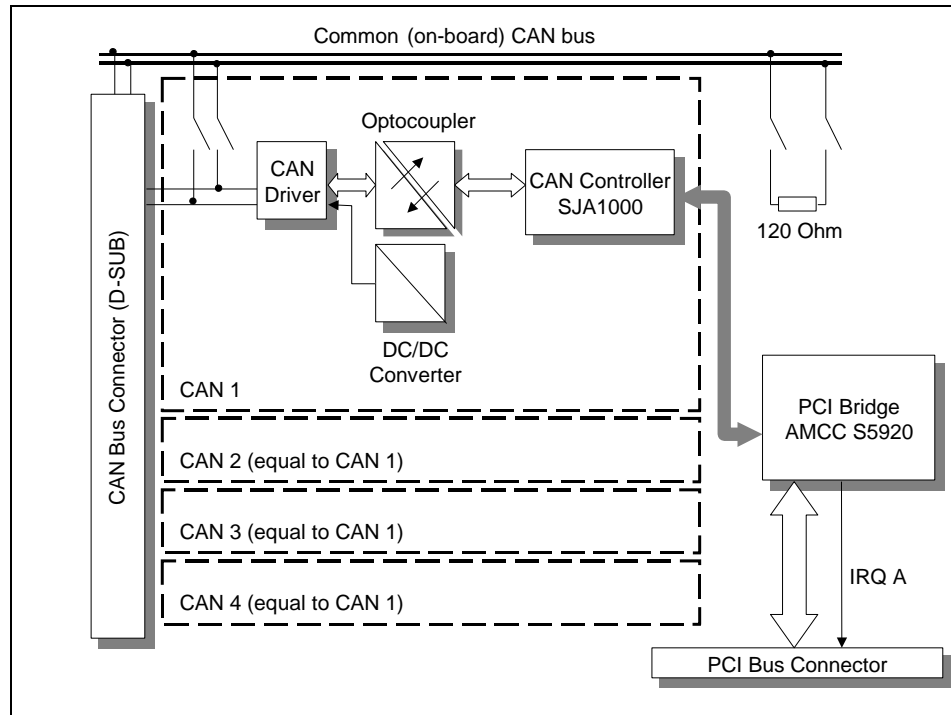 Common (on-board) CAN bus
Optocoupler
CAN
Driver
CAN Controller
SJA1000
120 Ohm
DC/DC
Converter
CAN 1
CAN Bus Connector (D-SUB)
PCI Bridge
AMCC S5920
CAN 2 (equal to CAN 1)
CAN 3 (equal to CAN 1)
CAN 4 (equal to CAN 1)
IRQ A
PCI Bus Connector